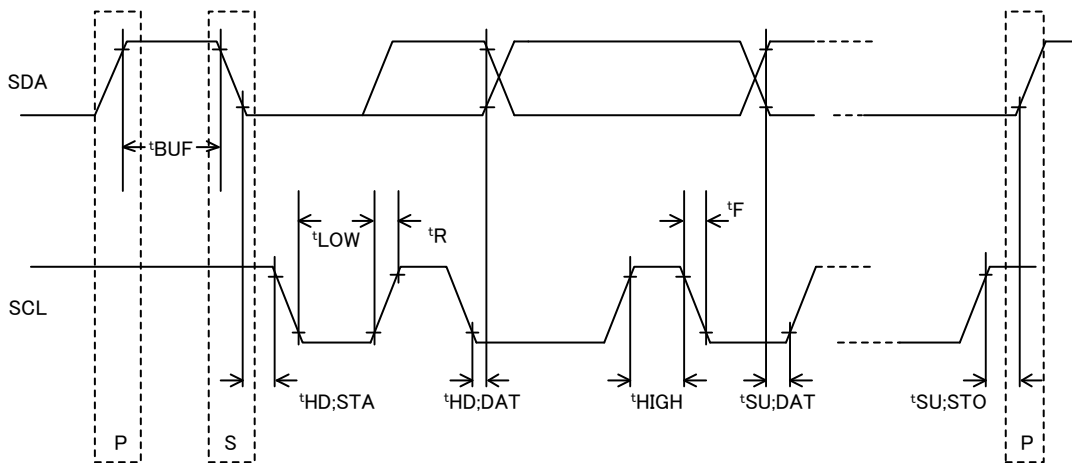 SDA
tBUF
tLOW
tR
tF
SCL
tHD;STA
tHD;DAT
tHIGH
tSU;DAT
tSU;STO
P
S
P